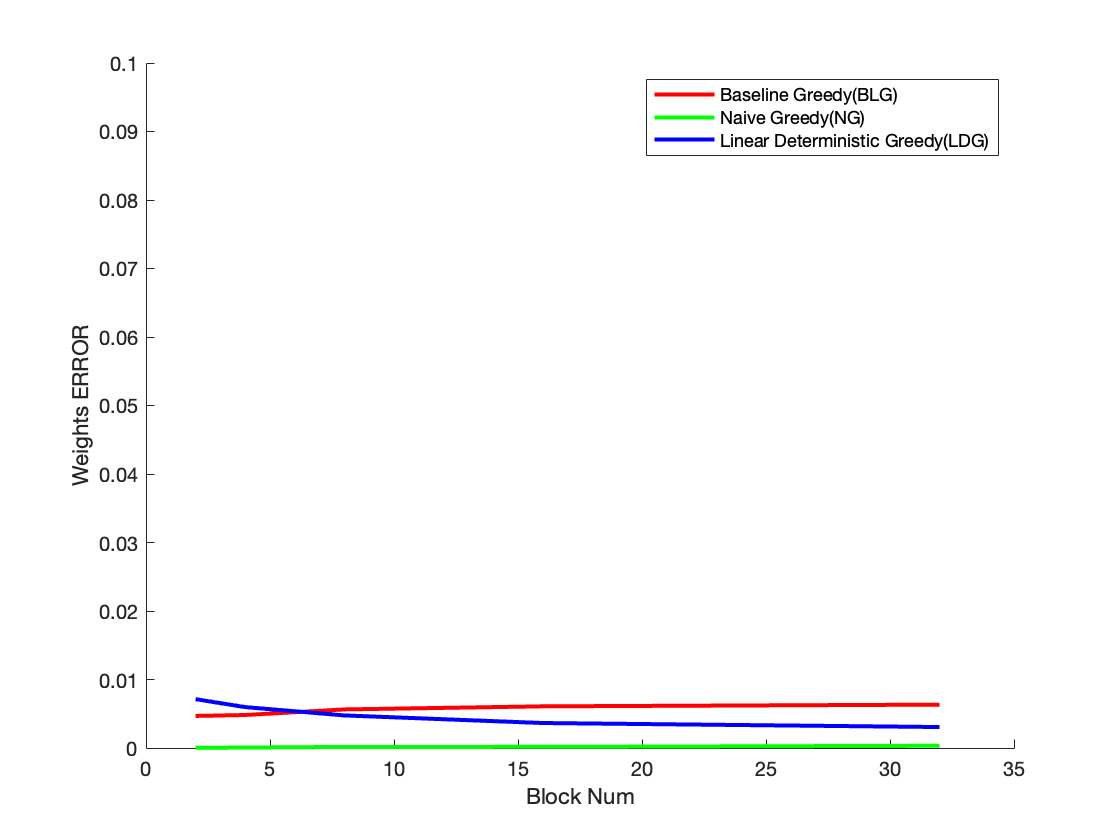 0.1
0.09
0.08
0.07
0.06
0.05
0.04
0.03
0.02
0.01
0
Weights ERROR
Baseline Greedy(BLG)
Naive Greedy(NG)
Linear Deterministic Greedy(LDG)
0 5 10 15 20 25 30 35
Block Num